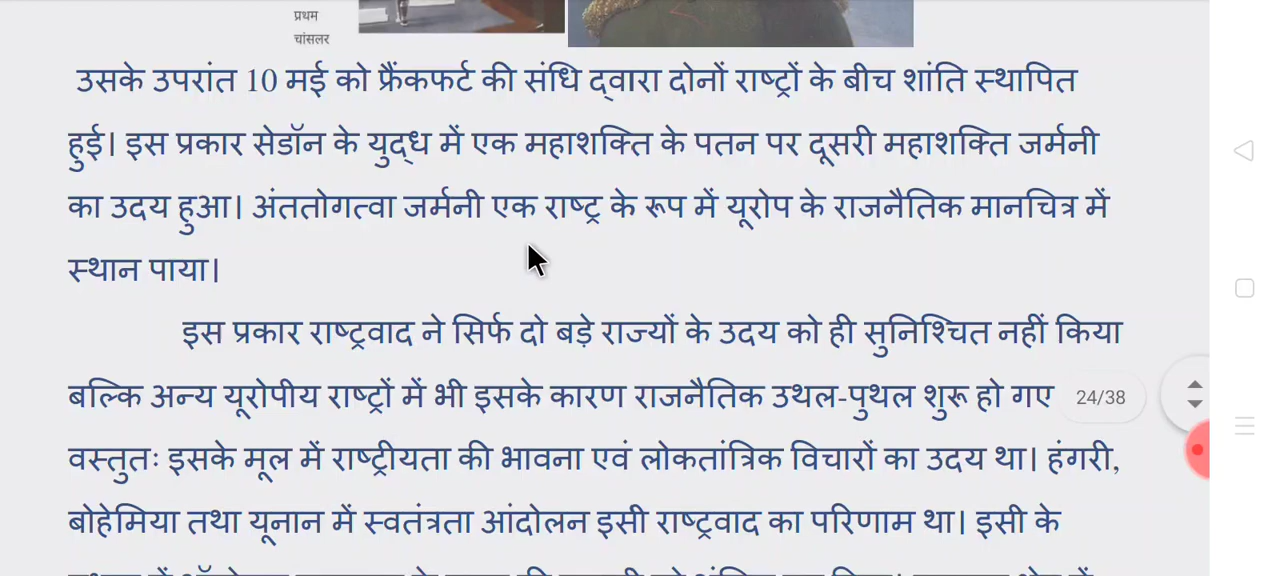 प्रथम
चांसलर
उसके उपरांत 10 मई को फ्रैंकफर्ट की संधि द्वारा दोनों राष्ट्रों के बीच शांति स्थापित
हुई। इस प्रकार सेडॉन के युद्ध में एक महाशक्ति के पतन पर दूसरी महाशक्ति जर्मनी
का उदय हुआ। अंततोगत्वा जर्मनी एक राष्ट्र के रूप में यूरोप के राजनैतिक मानचित्र में
स्थान पाया।
इस प्रकार राष्ट्रवाद ने सिर्फ दो बड़े राज्यों के उदय को ही सुनिश्चित नहीं किया
बल्कि अन्य यूरोपीय राष्ट्रों में भी इसके कारण राजनैतिक उथल-पुथल शुरू हो गए
24/38
वस्तुतः इसके मूल में राष्ट्रीयता की भावना एवं लोकतांत्रिक विचारों का उदय था। हंगरी,
बोहेमिया तथा यूनान में स्वतंत्रता आंदोलन इसी राष्ट्रवाद का परिणाम था। इसी के